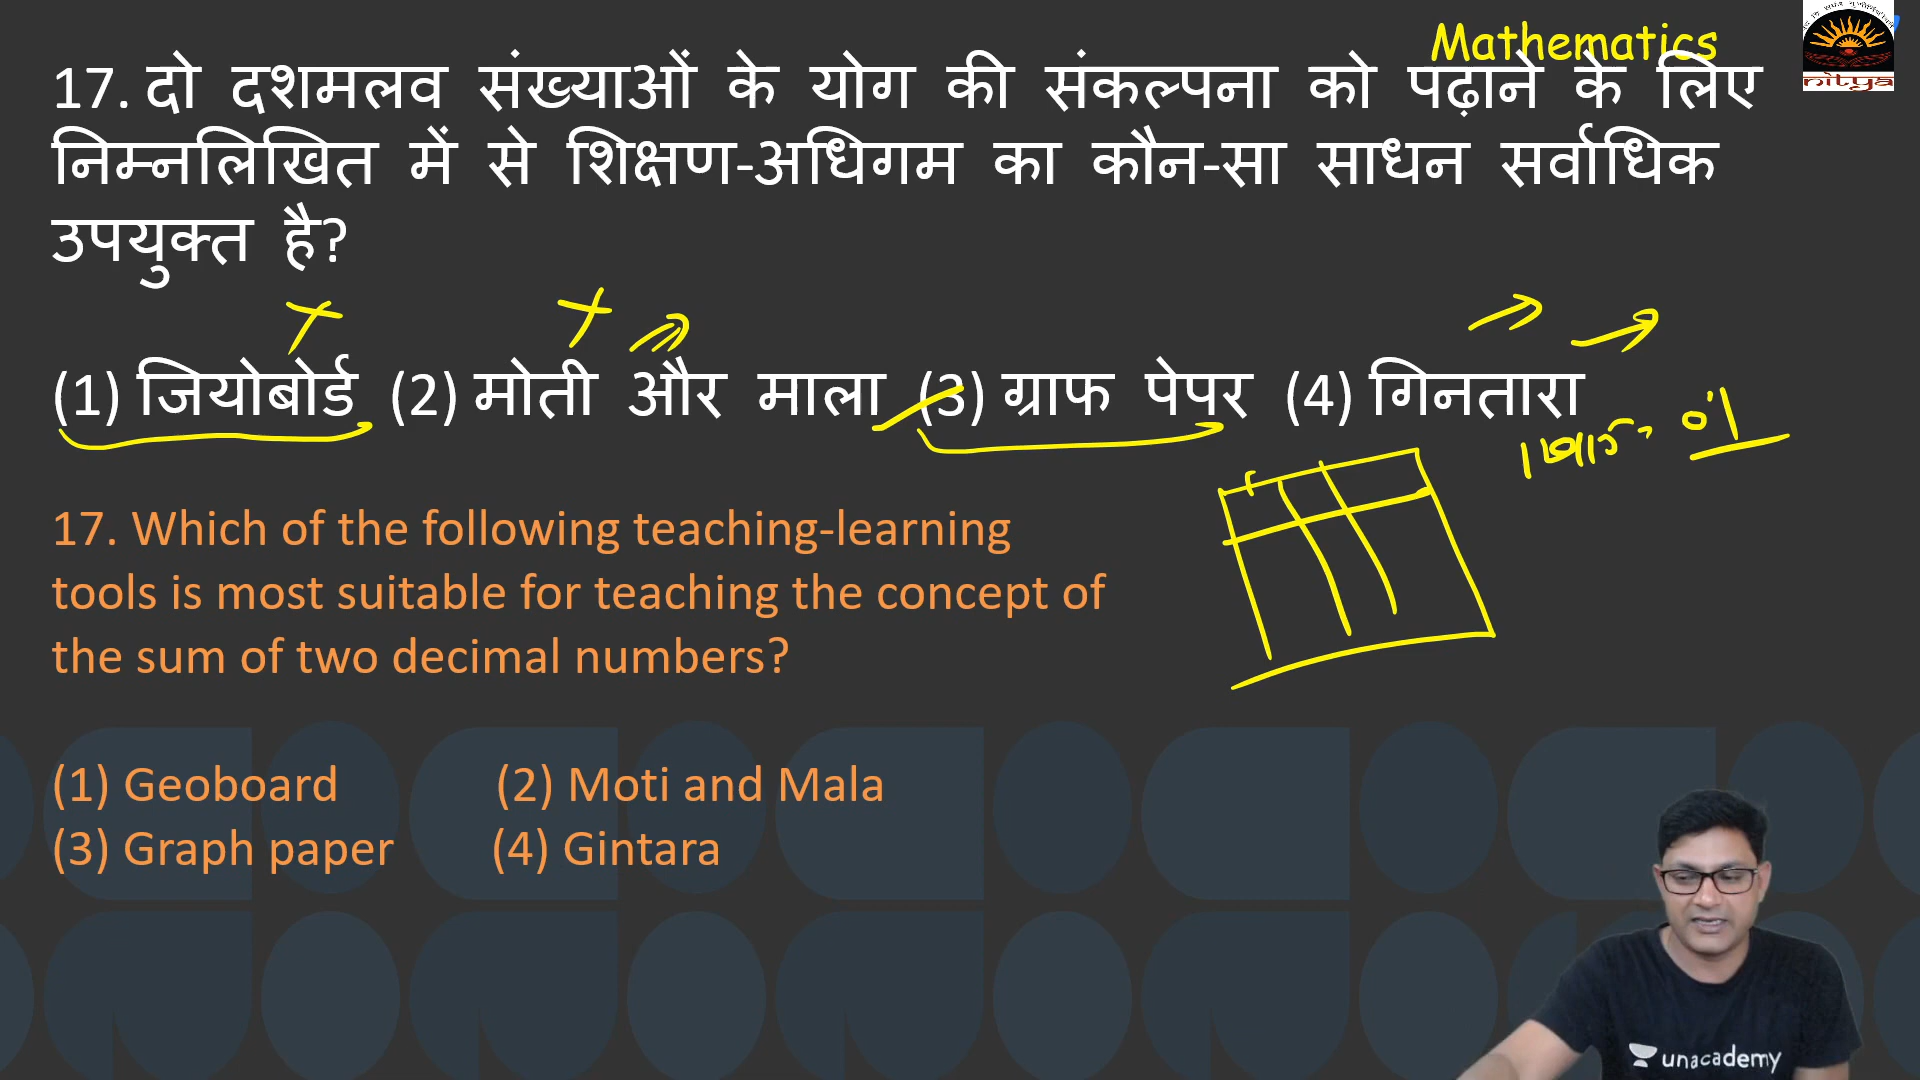 Mathematics
nitya
17. दो दशमलव संख्याओं के योग की संकल्पना को पढ़ाने के लिए
निम्नलिखित में से शिक्षण-अधिगम का कौन-सा साधन सर्वाधिक
उपयुक्त है?
(1) जियोबोर्ड (2) मोती और माला (3) ग्राफ पेपर (4) गिनतारा
17. Which of the following teaching-learning
tools is most suitable for teaching the concept of
the sum of two decimal numbers?
(1) Geoboard (2) Moti and Mala
(3) Graph paper (4) Gintara
unacademy